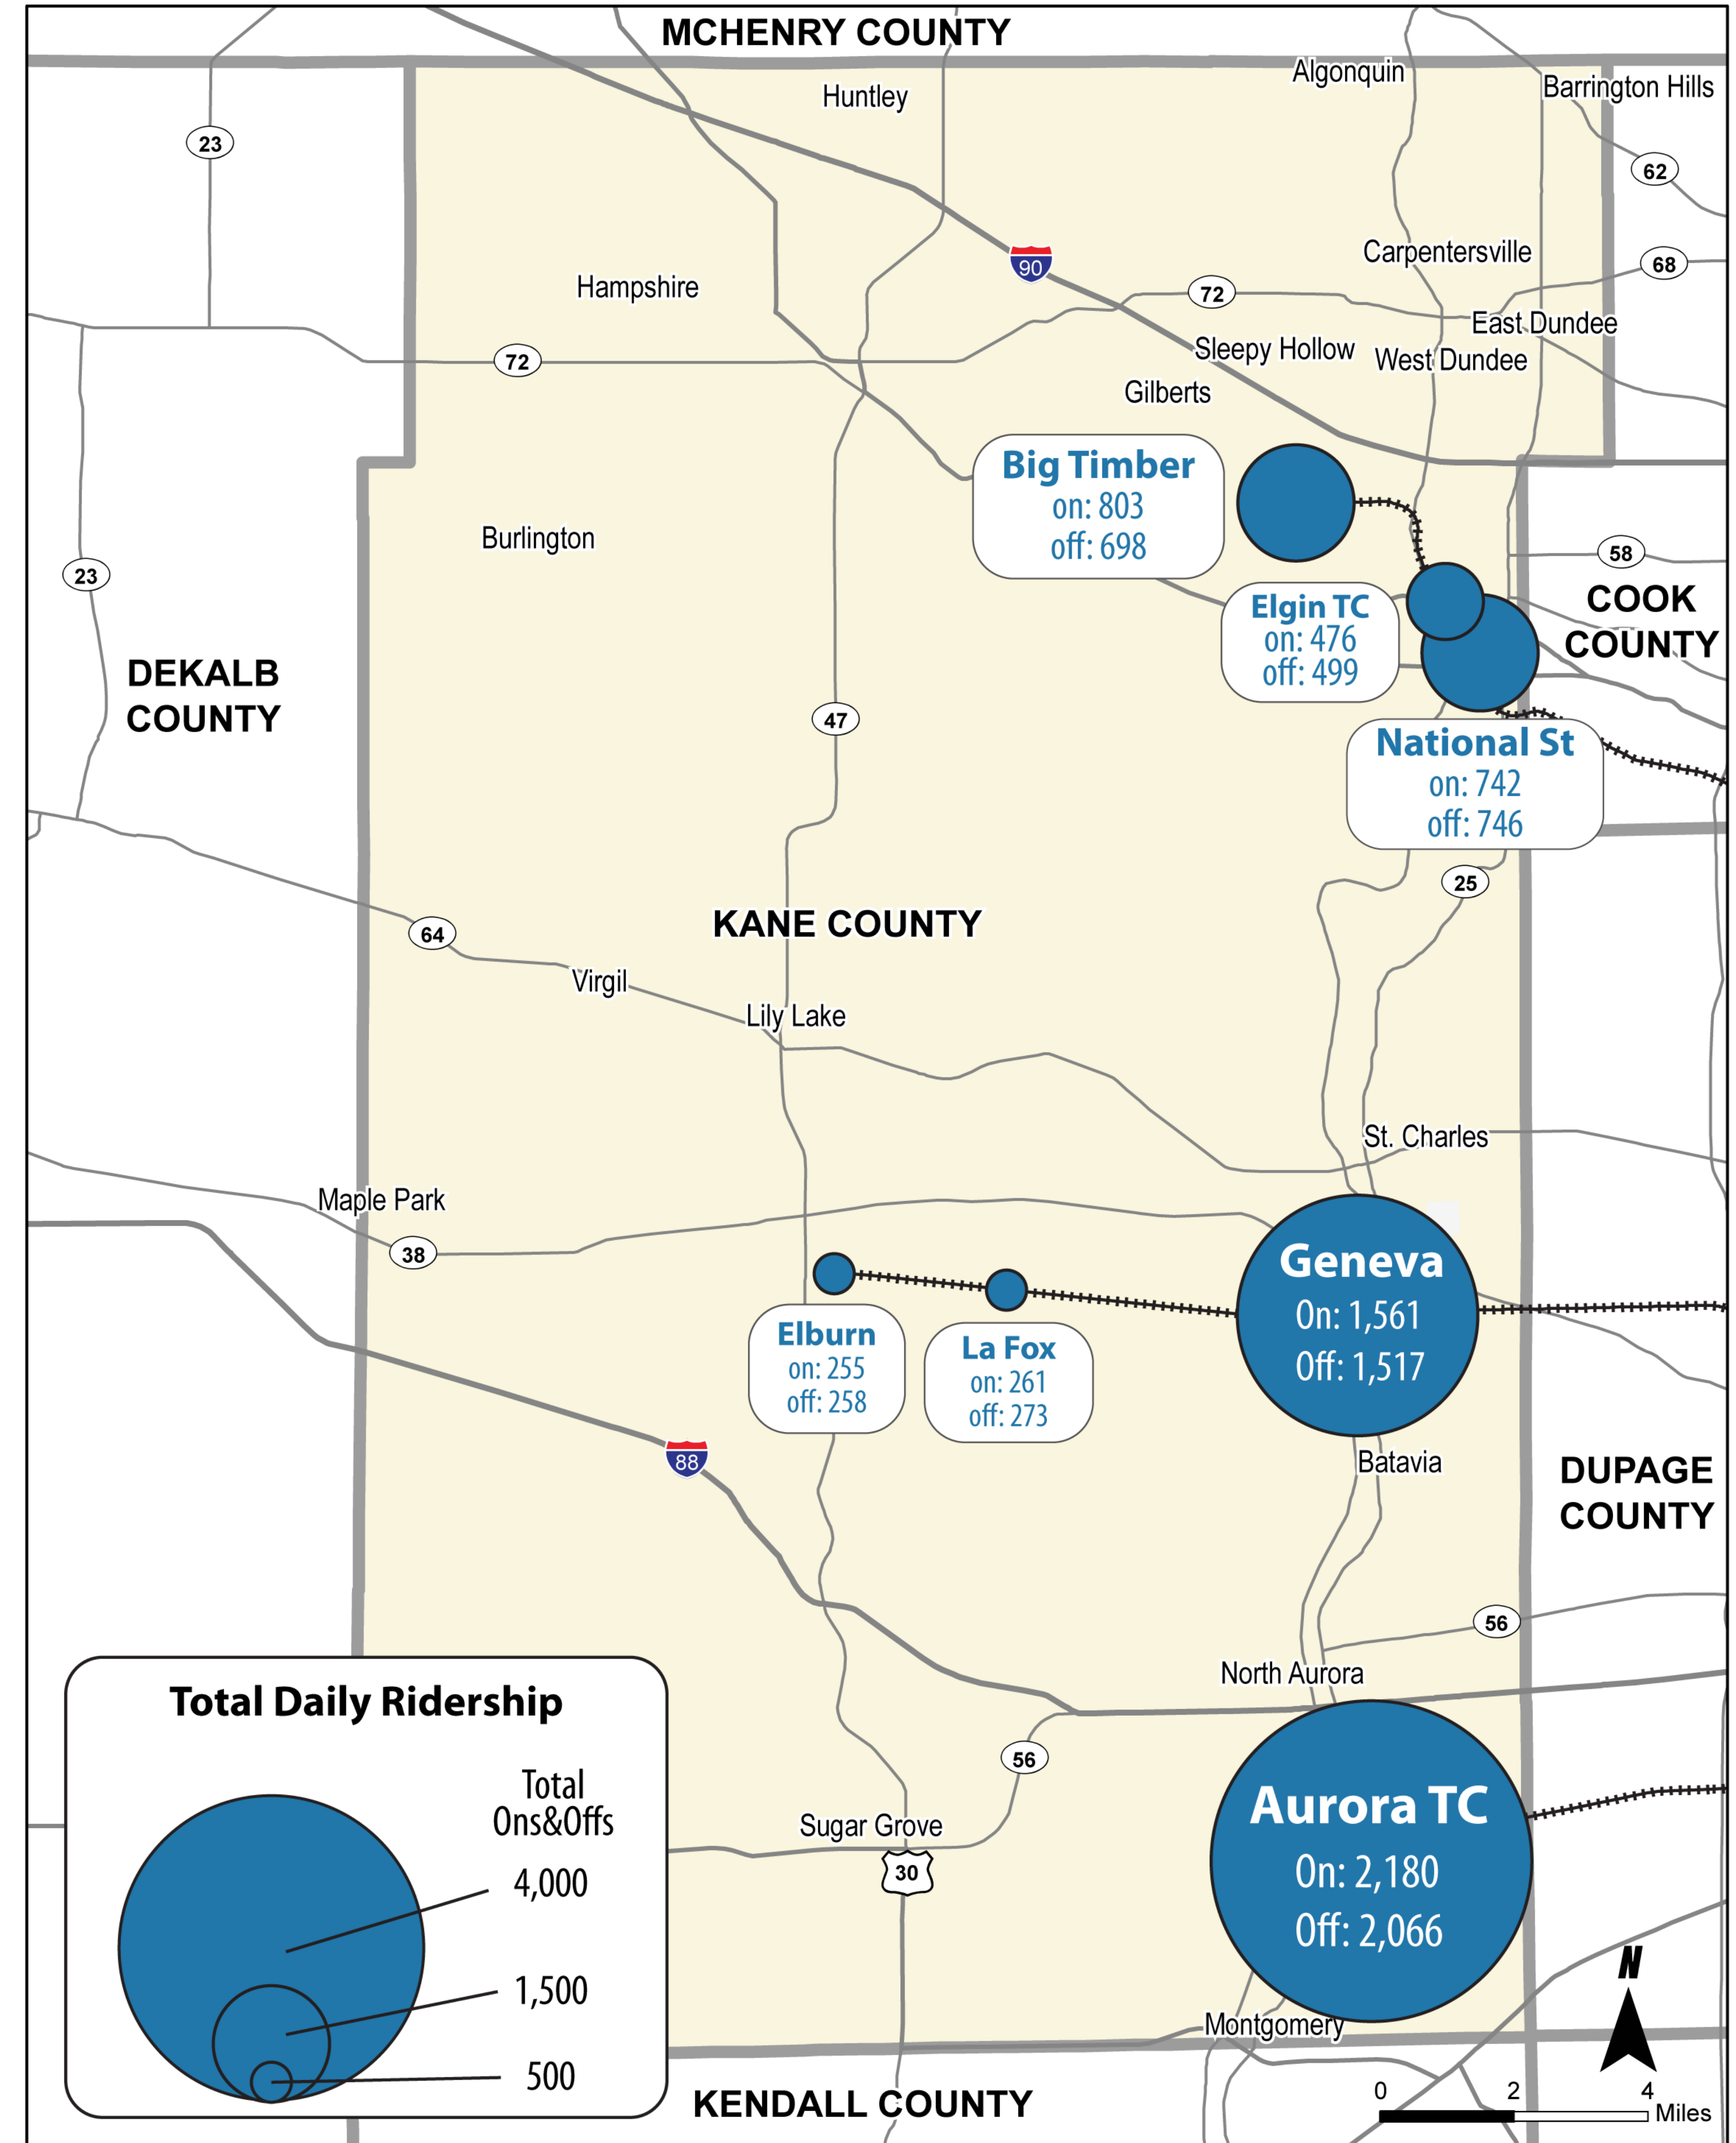 MCHENRY COUNTY
Algonquin
Barrington Hills
Huntley
23
62
Carpentersville
68
90
Hampshire
72
East Dundee
Sleepy Hollow
West Dundee
72
Gilberts
Big Timber
on: 803
off: 698
Burlington
58
23
Elgin TC
on: 476
off: 499
COOK
COUNTY
DEKALB
COUNTY
47
National St
on: 742
off: 746
25
KANE COUNTY
64
Virgil
Lily Lake
St. Charles
Maple Park
38
Geneva
On: 1,561
Off: 1,517
Elburn
on: 255
off: 258
La Fox
on: 261
off: 273
88
Batavia
DUPAGE
COUNTY
56
North Aurora
56
Sugar Grove
30
Aurora TC
On: 2,180
Off: 2,066
Montgomery
Total Daily Ridership
Total
Ons&Offs
4,000
1,500
500
KENDALL COUNTY
N
0 2 4
Miles